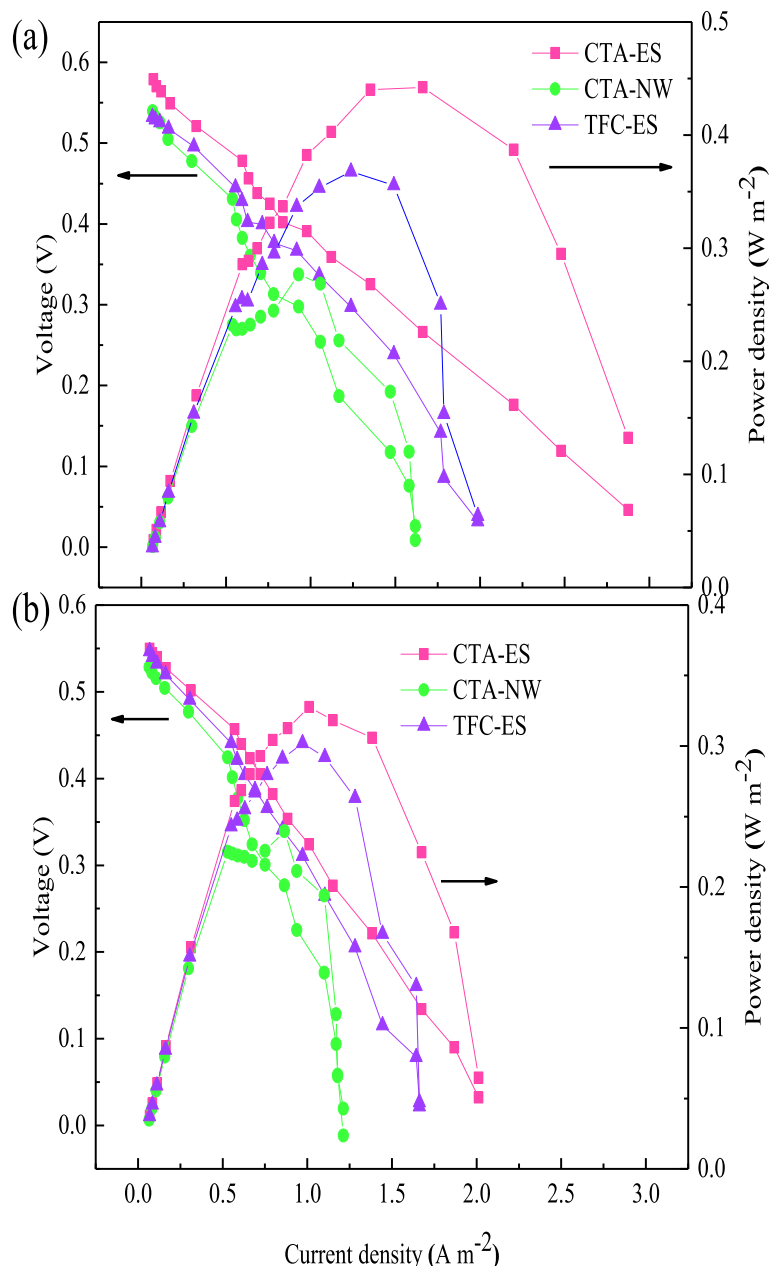 (a)
0.6
0.5
0.4
0.3
0.2
0.1
0.0
Voltage (V)
CTA-ES
CTA-NW
TFC-ES
0.5
0.4
0.3
0.2
0.1
0.0
Power density (W m-2)
(b)
0.6
0.5
0.4
0.3
0.2
0.1
0.0
Voltage (V)
CTA-ES
CTA-NW
TFC-ES
0.4
0.3
0.2
0.1
0.0
Power density (W m-2)
0.0 0.5 1.0 1.5 2.0 2.5 3.0
Current density (A m-2)